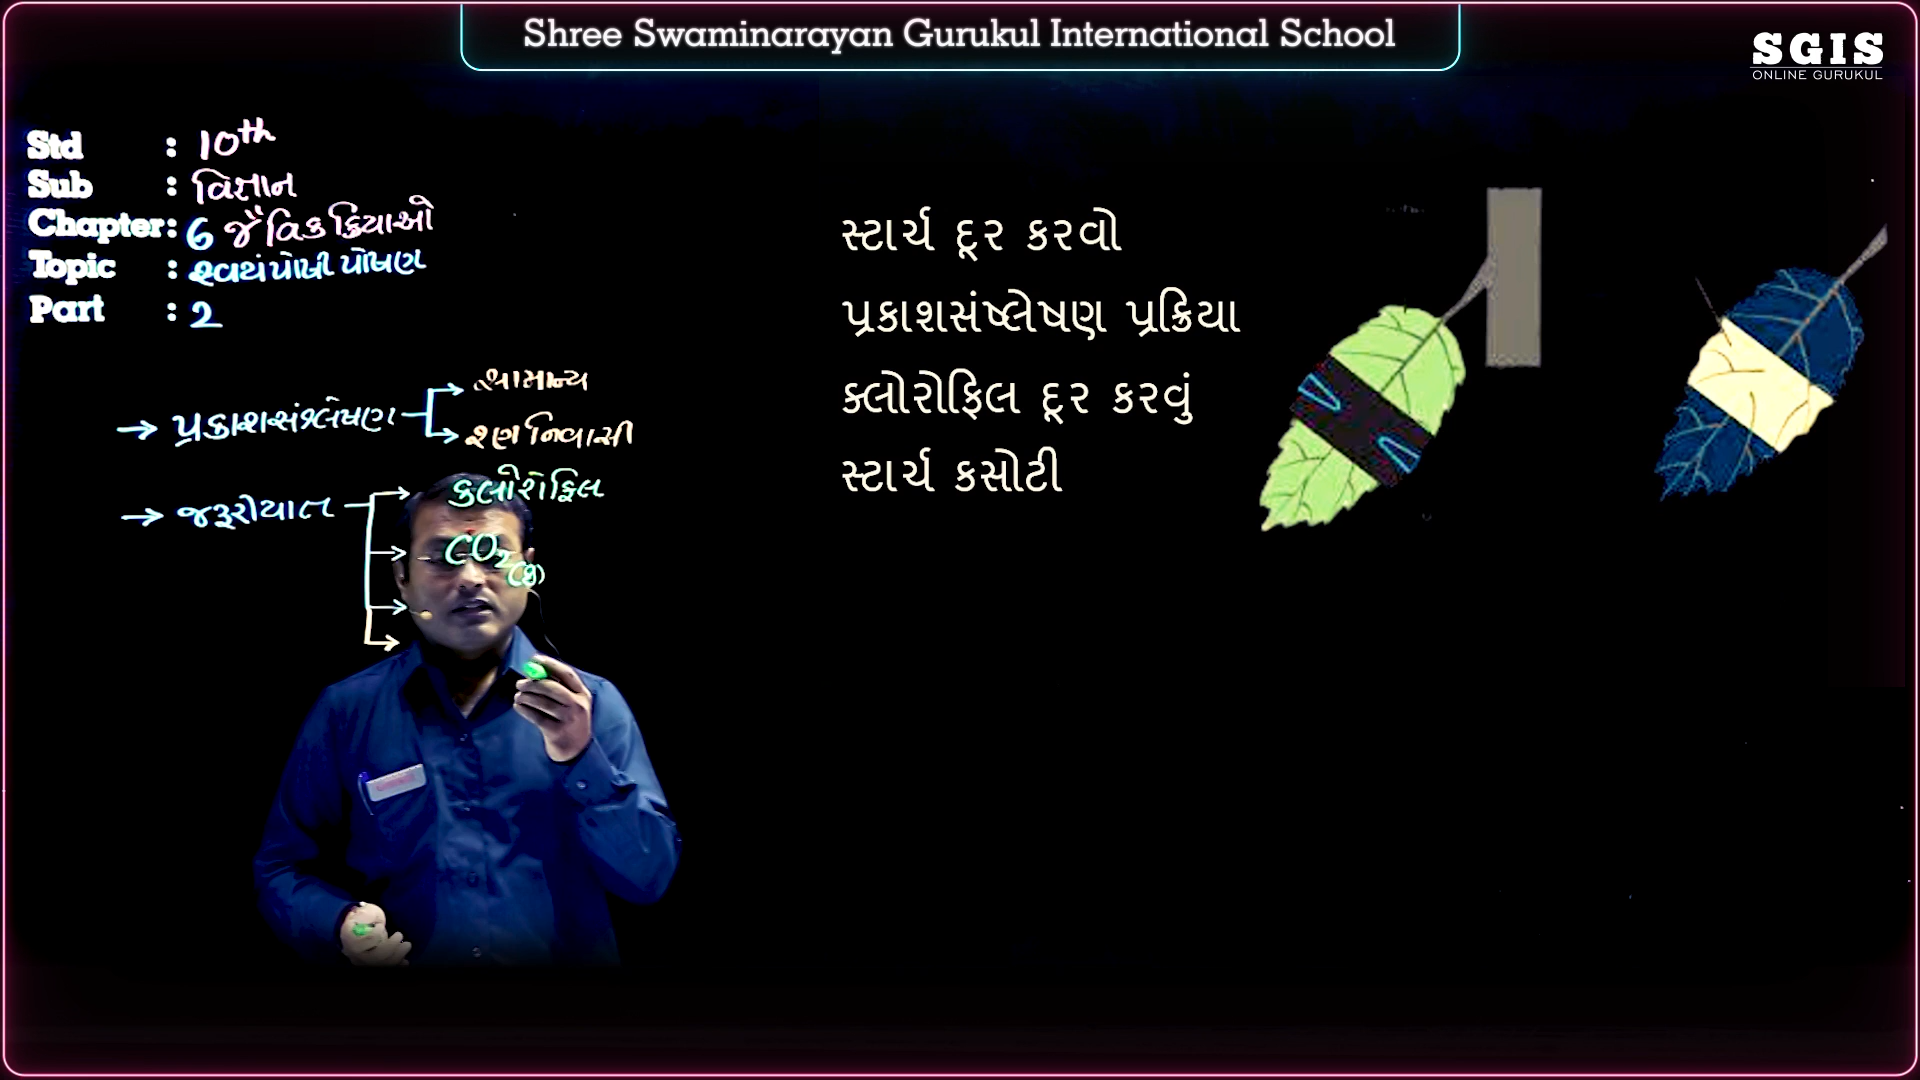 Shree Swaminarayan Gurukul International School
SGIS
ONLINE GURUKUL
Std : 10th
Sub : વિજ્ઞાન
Chapter: 6 જૈવિક ક્રિયાઓ
Topic : સ્વયંપોષી પોષણ
Part : 2
→ પ્રકાશસંશ્લેષણ
સામાન્ય
રણ નિવાસી
→ જરૂરીયાત
ક્લોરોફિલ
CO₂(g)
સ્ટાર્ચ દૂર કરવો
પ્રકાશસંષ્લેષણ પ્રક્રિયા
ક્લોરોફિલ દૂર કરવું
સ્ટાર્ચ કસોટી